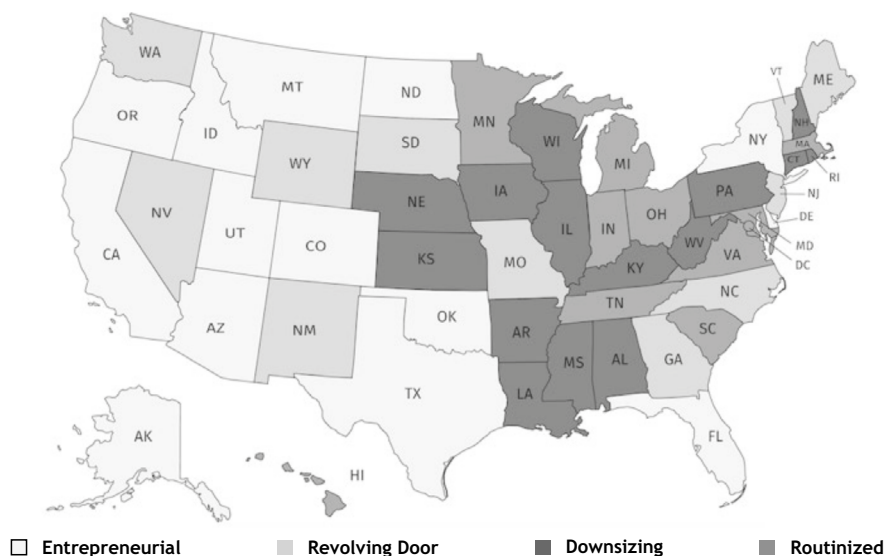 WA
MT
ND
MN
VT
ME
OR
ID
SD
WI
NH
NY
MA
WY
MI
CT
RI
NE
IA
PA
NJ
NV
UT
CO
IL
IN
OH
DE
CA
KS
MO
WV
MD
VA
DC
KY
AZ
NM
OK
TN
NC
AR
SC
MS
AL
GA
TX
LA
AK
HI
FL
Entrepreneurial
Revolving Door
Downsizing
Routinized